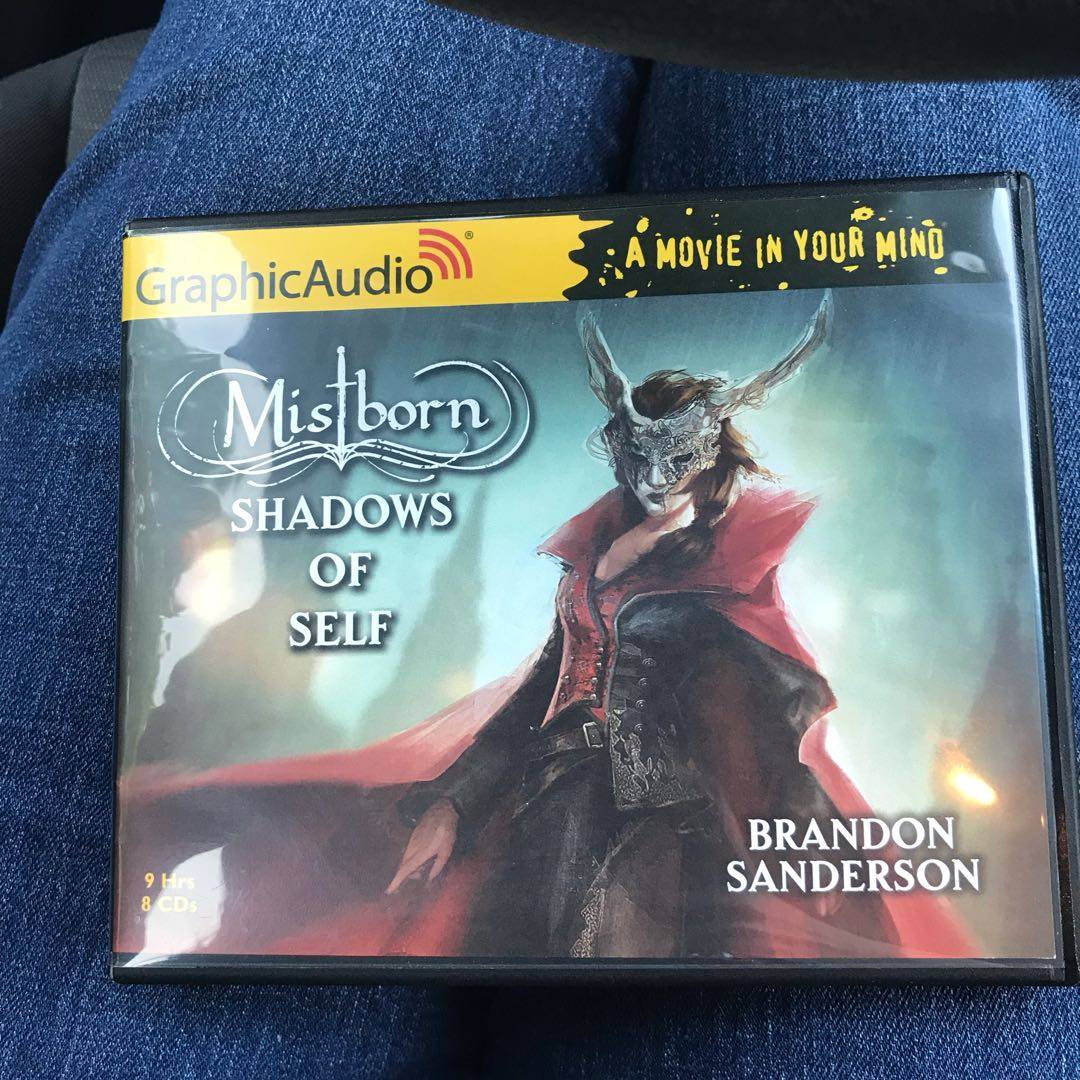 GraphicAudio®
A MOVIE IN YOUR MIND
Mistborn
SHADOWS
OF
SELF
BRANDON
SANDERSON
9 Hrs
8 CDs